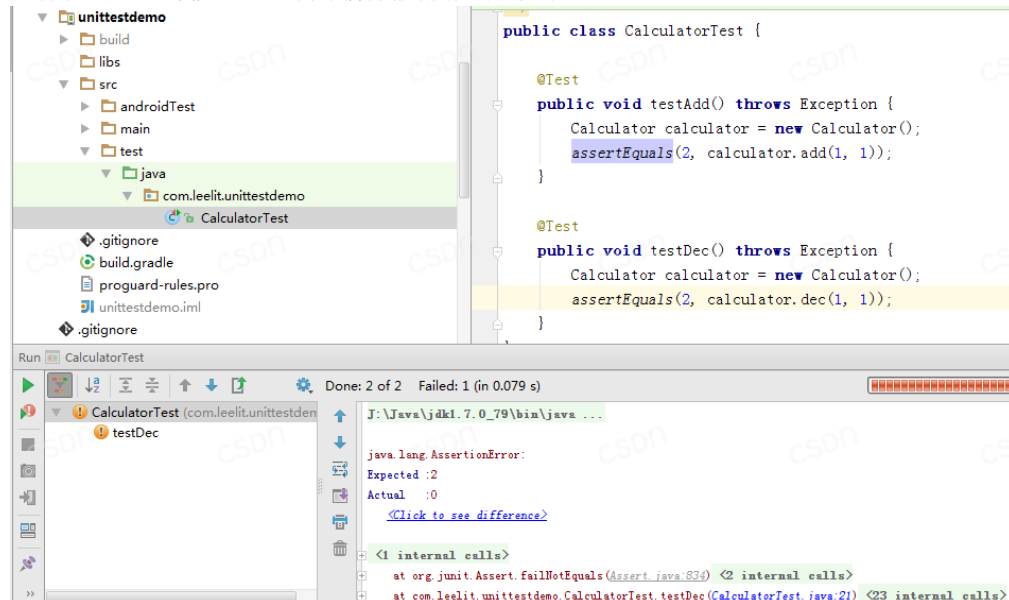 unittestdemo
build
libs
src
androidTest
main
test
java
com.leelit.unittestdemo
CalculatorTest
.gitignore
build.gradle
proguard-rules.pro
unittestdemo.iml
.gitignore
public class CalculatorTest {
@Test
public void testAdd() throws Exception {
Calculator calculator = new Calculator();
assertEquals(2, calculator.add(1, 1));
}
@Test
public void testDec() throws Exception {
Calculator calculator = new Calculator();
assertEquals(2, calculator.dec(1, 1));
}
Run CalculatorTest
Done: 2 of 2 Failed: 1 (in 0.079 s)
CalculatorTest (com.leelit.unittestden
testDec
J:\Java\jdk1.7.0_79\bin\java ...
java.lang.AssertionError:
Expected :2
Actual :0
<Click to see difference>
<1 internal calls>
at org.junit.Assert.failNotEquals(Assert.java:834) <2 internal calls>
at com.leelit.unittestdemo.CalculatorTest.testDec(CalculatorTest.java:21) <23 internal calls>
CSDN